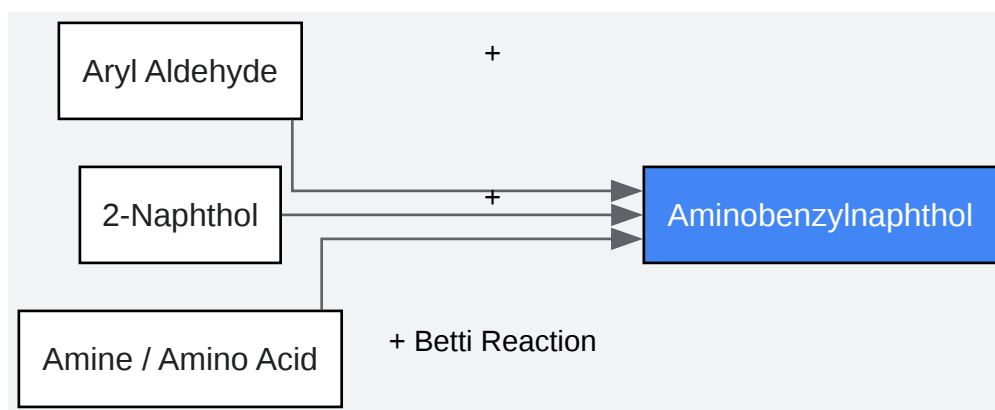 +
Aryl Aldehyde
+
2-Naphthol
Aminobenzylnaphthol
+ Betti Reaction
Amine / Amino Acid